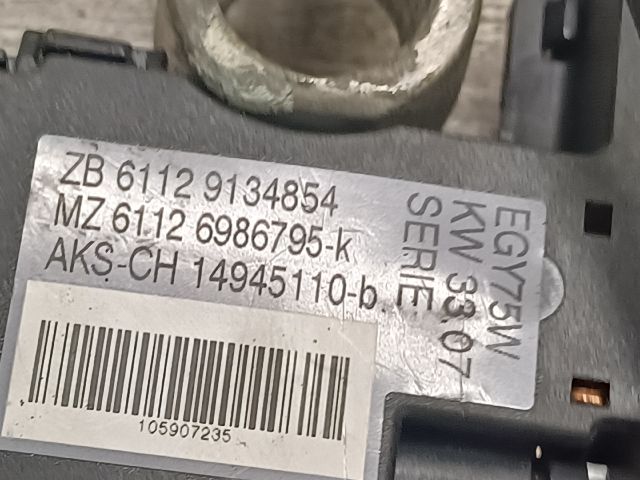 ZB 6112 9134854
MZ 6112 6986795-k
AKS-CH 14945110-b
EGY75W
KW 33.07
SERIE
105907235